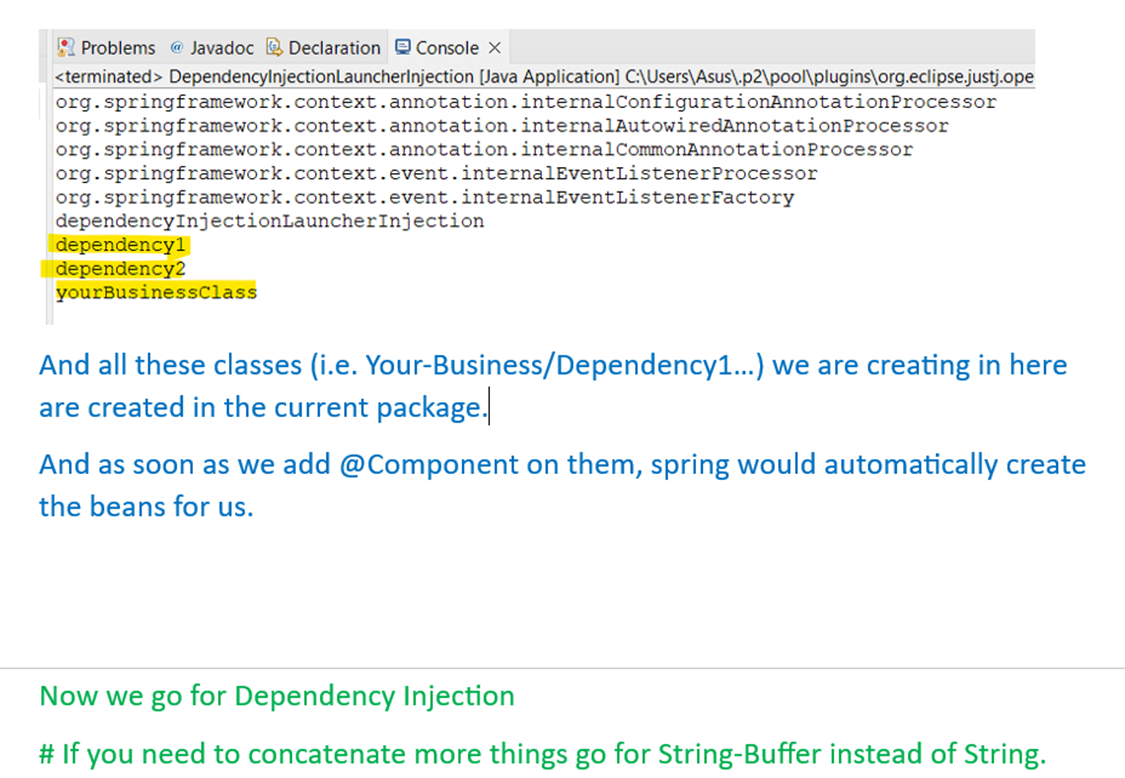 Problems @ Javadoc Declaration Console
<terminated> DependencyInjectionLauncherInjection [Java Application] C:\Users\Asus\.p2\pool\plugins\org.eclipse.justj.ope
org.springframework.context.annotation.internalConfigurationAnnotationProcessor
org.springframework.context.annotation.internalAutowiredAnnotationProcessor
org.springframework.context.annotation.internalCommonAnnotationProcessor
org.springframework.context.event.internalEventListenerProcessor
org.springframework.context.event.internalEventListenerFactory
dependencyInjectionLauncherInjection
dependency1
dependency2
yourBusinessClass
And all these classes (i.e. Your-Business/Dependency1...) we are creating in here
are created in the current package.
And as soon as we add @Component on them, spring would automatically create
the beans for us.
Now we go for Dependency Injection
# If you need to concatenate more things go for String-Buffer instead of String.